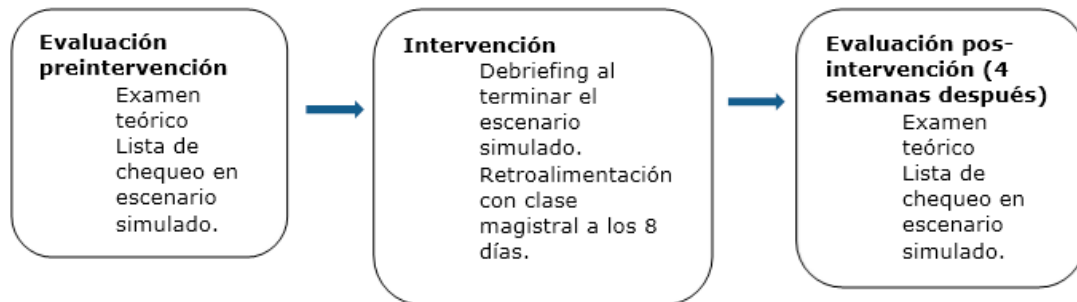 Evaluación
preintervención
Examen
teórico
Lista de
chequeo en
escenario
simulado.
Intervención
Debriefing al
terminar el
escenario
simulado.
Retroalimentación
con clase
magistral a los 8
días.
Evaluación pos-
intervención (4
semanas después)
Examen
teórico
Lista de
chequeo en
escenario
simulado.